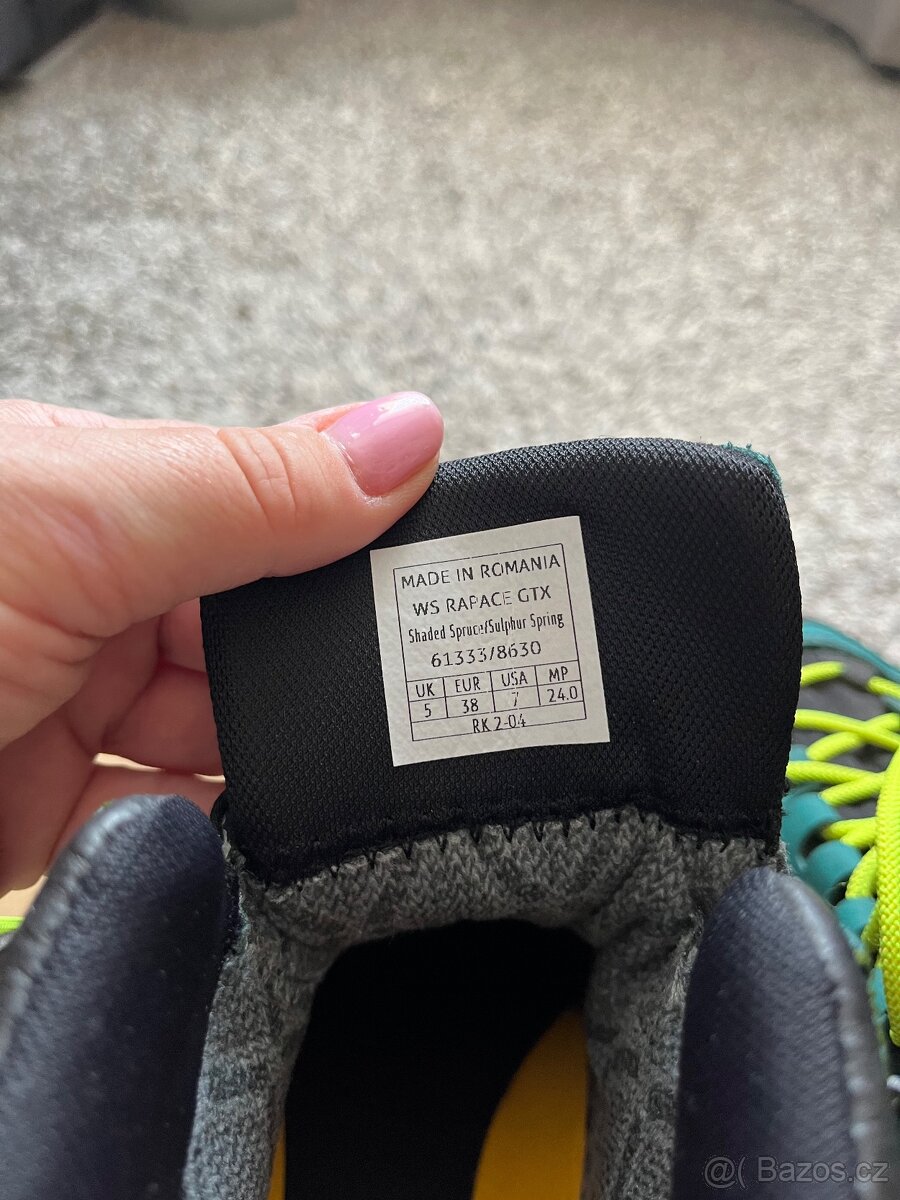 MADE IN ROMANIA
WS RAPACE GTX
Shaded Spruce/Sulphur Spring
61333/8630
UK EUR USA MP
5 38 7 24.0
RK 2-04
@( Bazos.cz